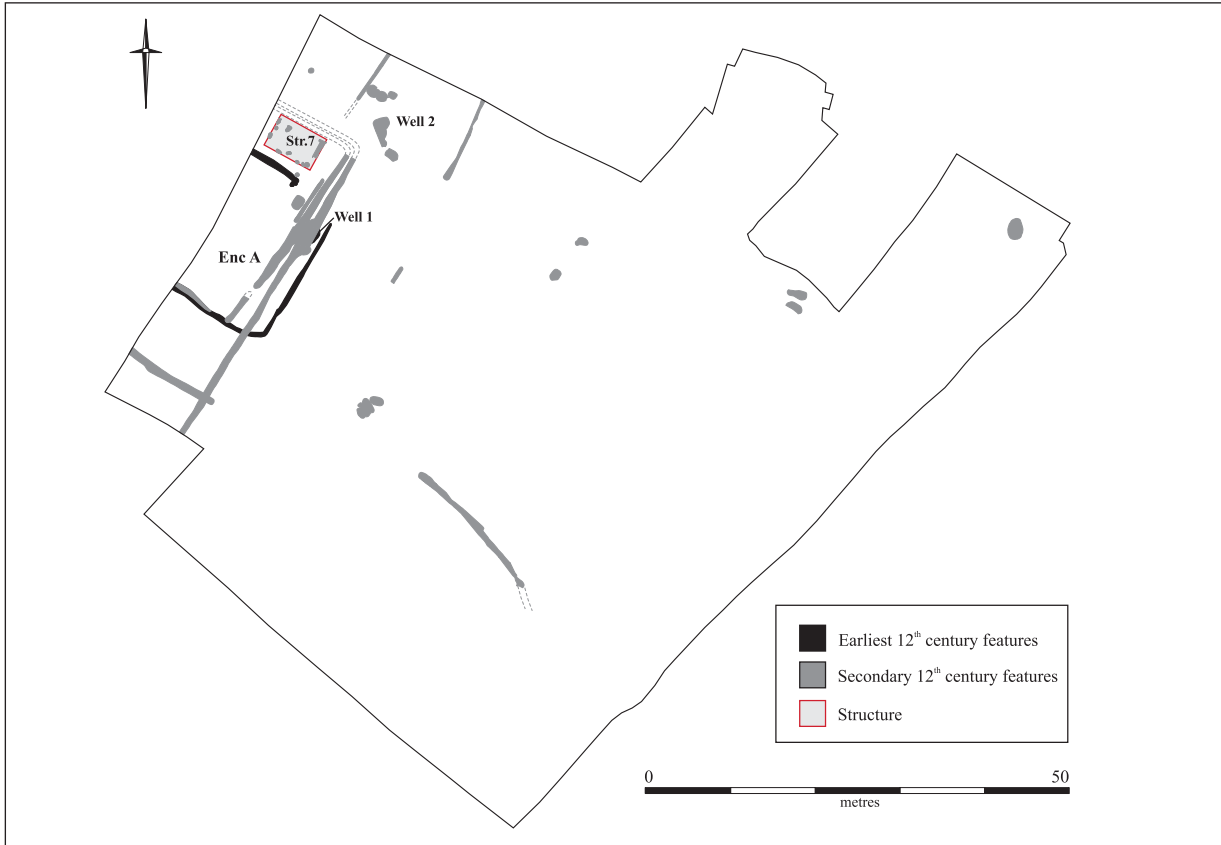 Well 2
Str.7
Well 1
Enc A
Earliest 12th century features
Secondary 12th century features
Structure
0 50
metres